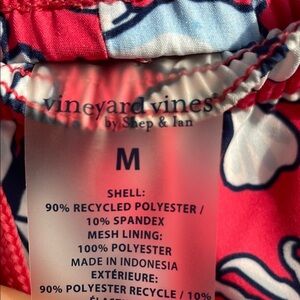 vineyard vines®
by Shep & Ian
M
SHELL:
90% RECYCLED POLYESTER /
10% SPANDEX
MESH LINING:
100% POLYESTER
MADE IN INDONESIA
EXTÉRIEURE:
90% POLYESTER RECYCLE / 10%